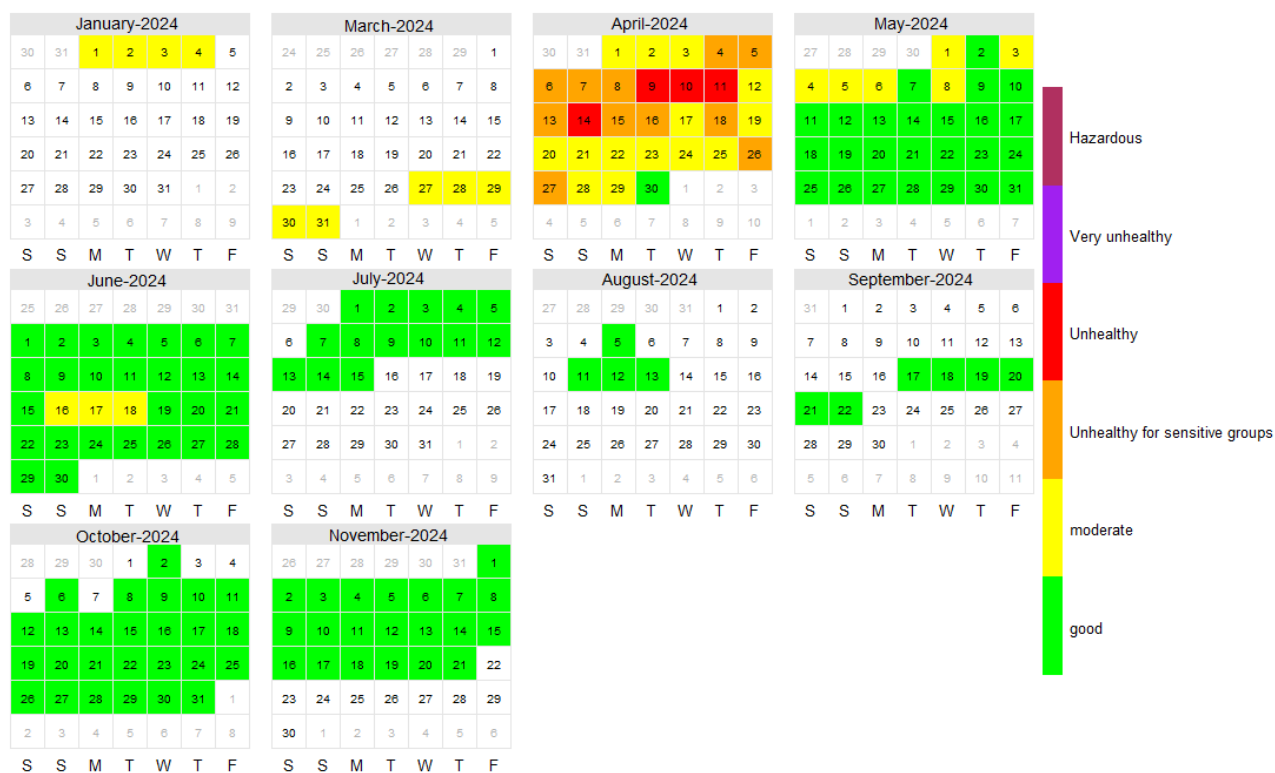 January-2024
30 31 1 2 3 4 5
6 7 8 9 10 11 12
13 14 15 16 17 18 19
20 21 22 23 24 25 26
27 28 29 30 31 1 2
3 4 5 6 7 8 9
S S M T W T F
March-2024
24 25 26 27 28 29 1
2 3 4 5 6 7 8
9 10 11 12 13 14 15
16 17 18 19 20 21 22
23 24 25 26 27 28 29
30 31 1 2 3 4 5
S S M T W T F
April-2024
30 31 1 2 3 4 5
6 7 8 9 10 11 12
13 14 15 16 17 18 19
20 21 22 23 24 25 26
27 28 29 30 1 2 3
4 5 6 7 8 9 10
S S M T W T F
May-2024
27 28 29 30 1 2 3
4 5 6 7 8 9 10
11 12 13 14 15 16 17
18 19 20 21 22 23 24
25 26 27 28 29 30 31
1 2 3 4 5 6 7
S S M T W T F
June-2024
25 26 27 28 29 30 31
1 2 3 4 5 6 7
8 9 10 11 12 13 14
15 16 17 18 19 20 21
22 23 24 25 26 27 28
29 30 1 2 3 4 5
S S M T W T F
July-2024
29 30 1 2 3 4 5
6 7 8 9 10 11 12
13 14 15 16 17 18 19
20 21 22 23 24 25 26
27 28 29 30 31 1 2
3 4 5 6 7 8 9
S S M T W T F
August-2024
27 28 29 30 31 1 2
3 4 5 6 7 8 9
10 11 12 13 14 15 16
17 18 19 20 21 22 23
24 25 26 27 28 29 30
31 1 2 3 4 5 6
S S M T W T F
September-2024
31 1 2 3 4 5 6
7 8 9 10 11 12 13
14 15 16 17 18 19 20
21 22 23 24 25 26 27
28 29 30 1 2 3 4
5 6 7 8 9 10 11
S S M T W T F
October-2024
28 29 30 1 2 3 4
5 6 7 8 9 10 11
12 13 14 15 16 17 18
19 20 21 22 23 24 25
26 27 28 29 30 31 1
2 3 4 5 6 7 8
S S M T W T F
November-2024
26 27 28 29 30 31 1
2 3 4 5 6 7 8
9 10 11 12 13 14 15
16 17 18 19 20 21 22
23 24 25 26 27 28 29
30 1 2 3 4 5 6
S S M T W T F
Hazardous
Very unhealthy
Unhealthy
Unhealthy for sensitive groups
moderate
good